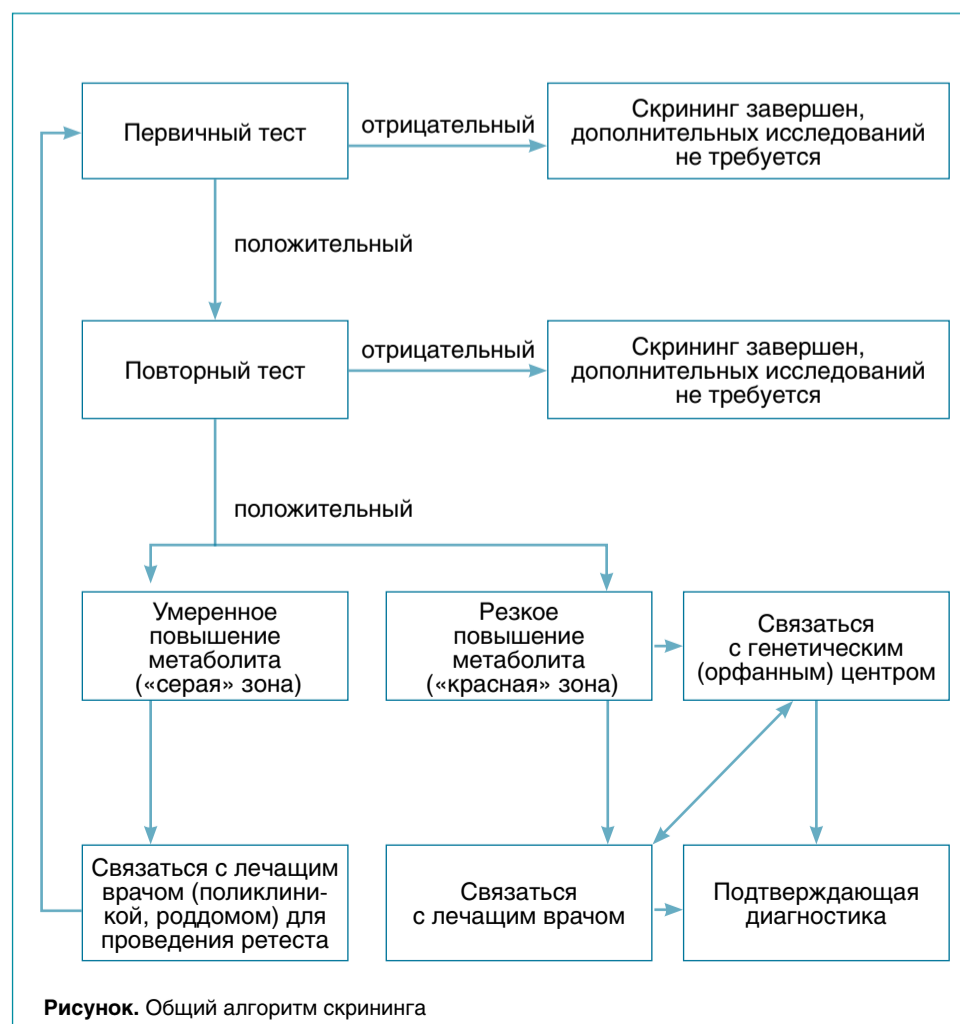 Первичный тест
отрицательный
Скрининг завершен,
дополнительных исследований
не требуется
положительный
Повторный тест
отрицательный
Скрининг завершен,
дополнительных исследований
не требуется
положительный
Умеренное
повышение
метаболита
(«серая» зона)
Резкое
повышение
метаболита
(«красная» зона)
Связаться
с генетическим
(орфанным) центром
Связаться с лечащим
врачом (поликлини-
кой, роддомом) для
проведения ретеста
Связаться
с лечащим врачом
Подтверждающая
диагностика
Рисунок. Общий алгоритм скрининга